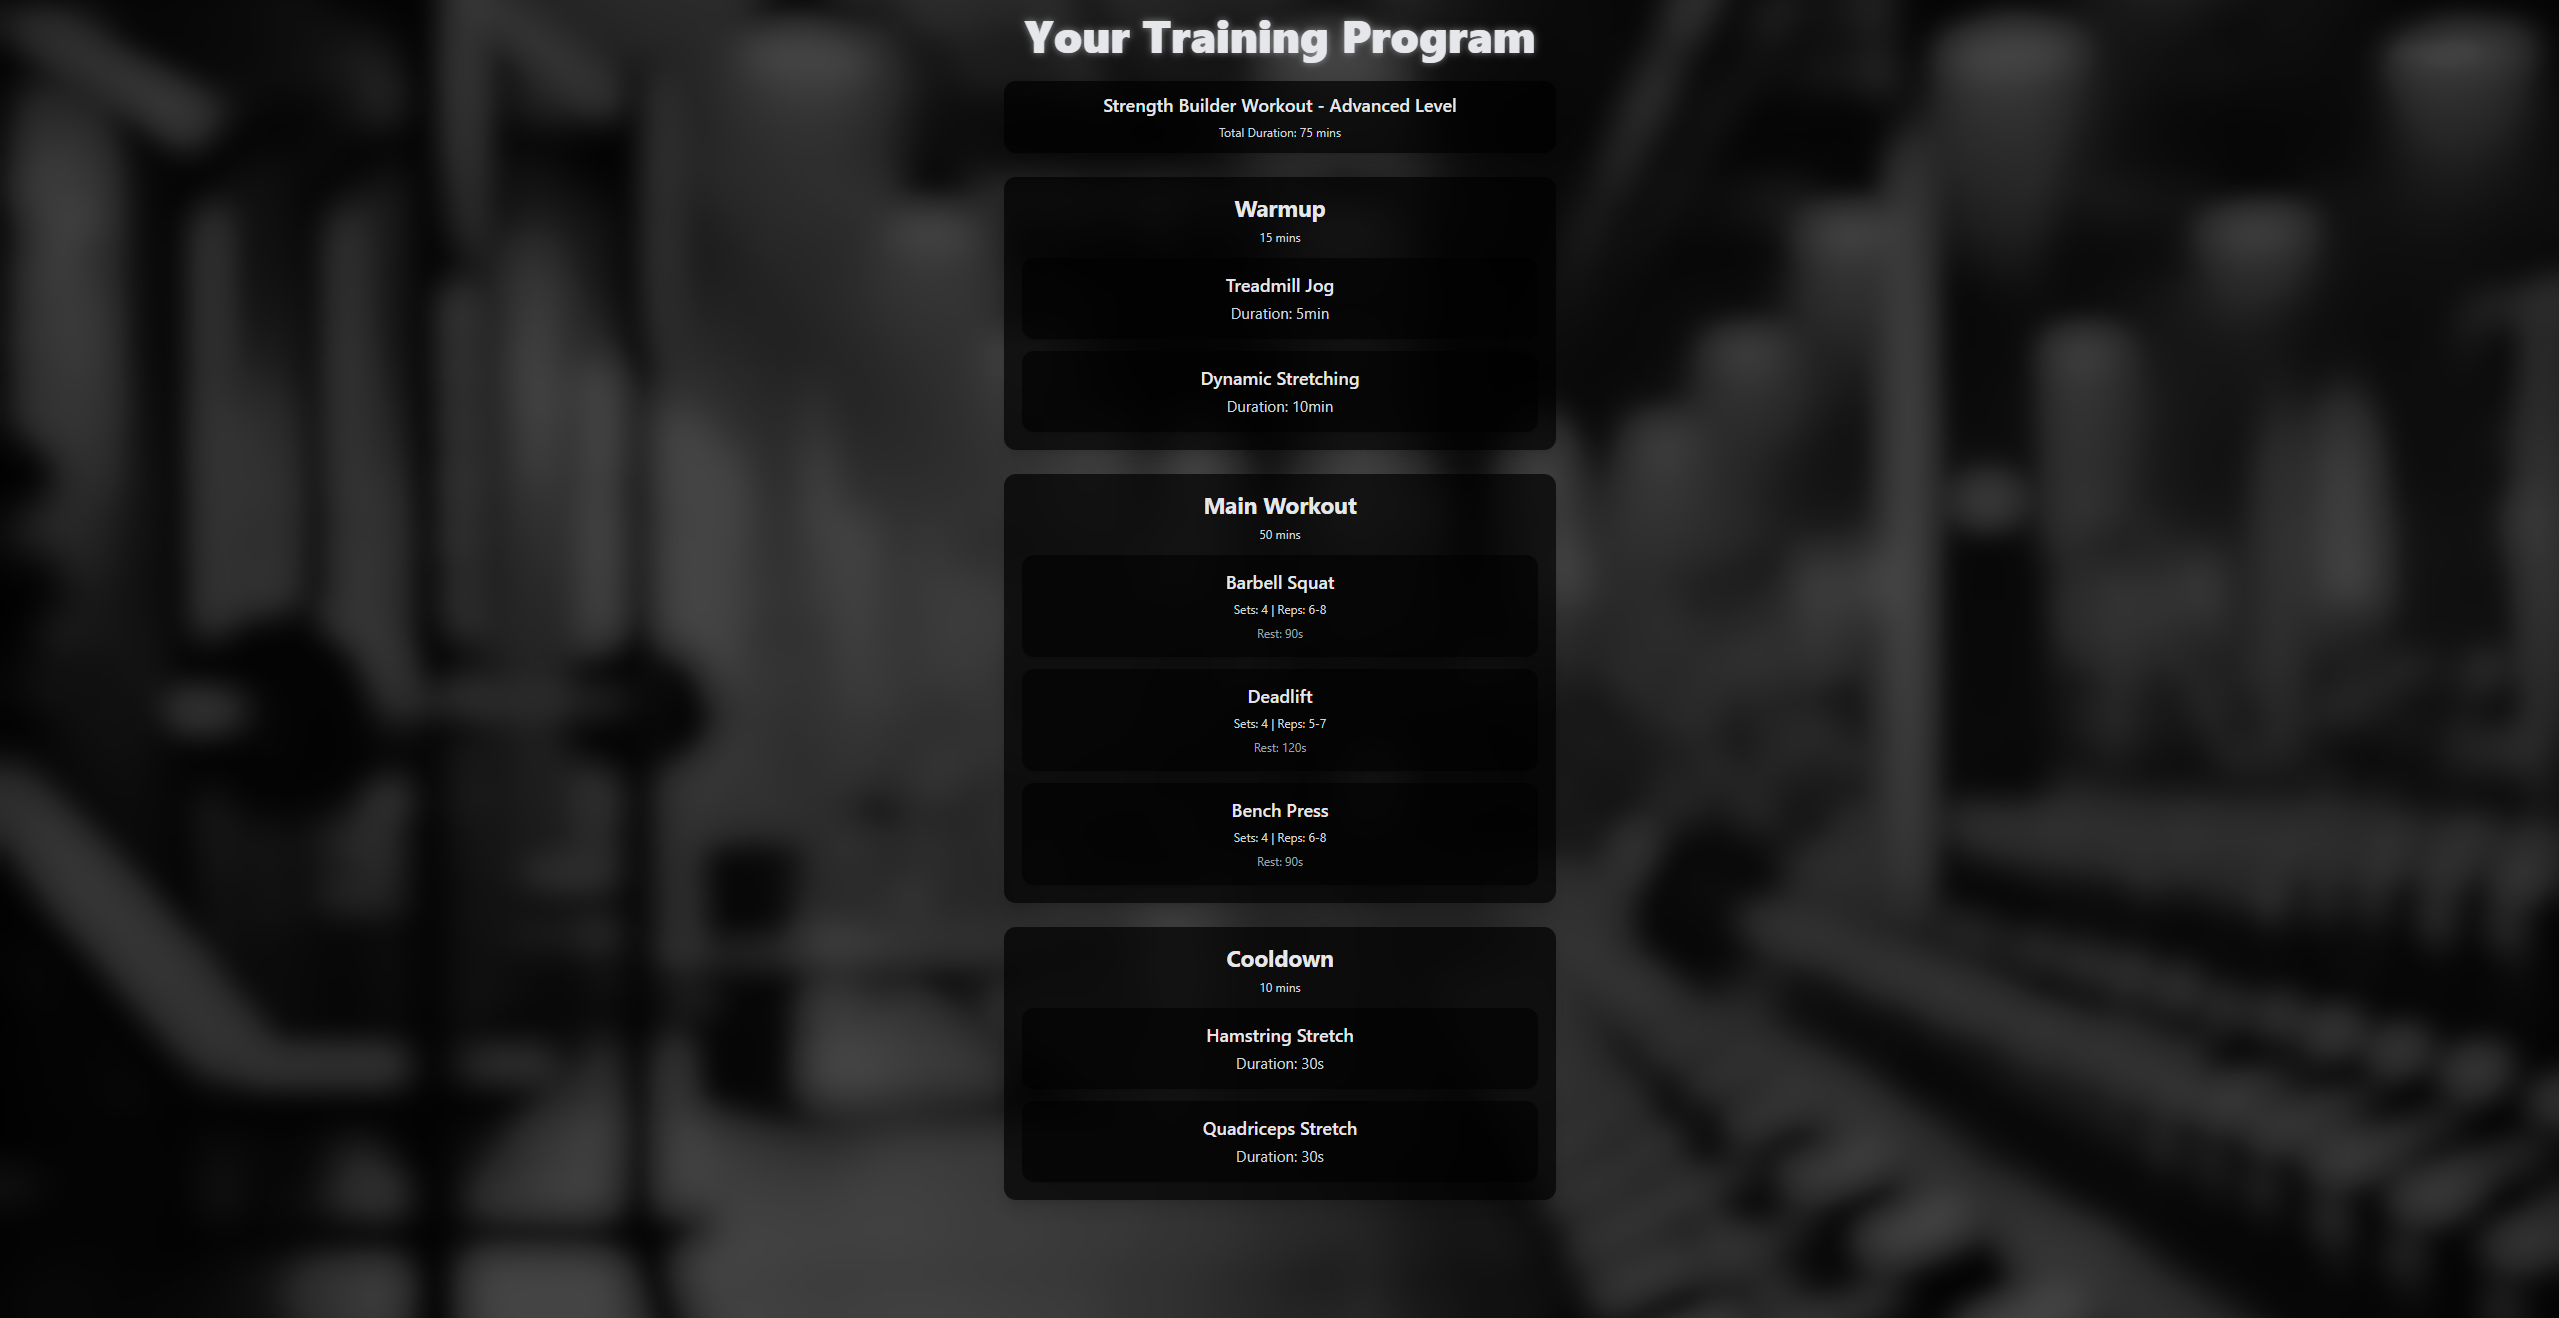 Your Training Program
Strength Builder Workout - Advanced Level
Total Duration: 75 mins
Warmup
15 mins
Treadmill Jog
Duration: 5min
Dynamic Stretching
Duration: 10min
Main Workout
50 mins
Barbell Squat
Sets: 4 | Reps: 6-8
Rest: 90s
Deadlift
Sets: 4 | Reps: 5-7
Rest: 120s
Bench Press
Sets: 4 | Reps: 6-8
Rest: 90s
Cooldown
10 mins
Hamstring Stretch
Duration: 30s
Quadriceps Stretch
Duration: 30s